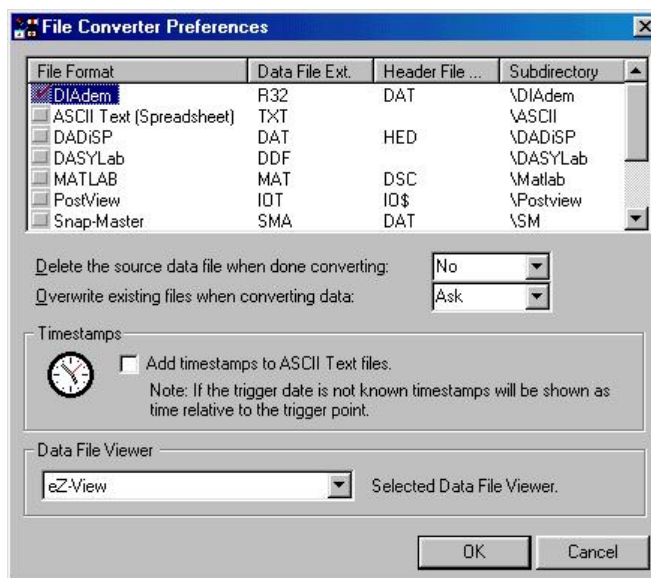 File Converter Preferences
File Format Data File Ext. Header File ... Subdirectory
DIAdem R32 DAT \DIAdem
ASCII Text (Spreadsheet) TXT \ASCII
DADiSP DAT HED \DADiSP
DASYLab DDF \DASYLab
MATLAB MAT DSC \Matlab
PostView IOT IO$ \Postview
Snap-Master SMA DAT \SM
Delete the source data file when done converting: No
Overwrite existing files when converting data: Ask
Timestamps
Add timestamps to ASCII Text files.
Note: If the trigger date is not known timestamps will be shown as
time relative to the trigger point.
Data File Viewer
eZ-View Selected Data File Viewer.
OK Cancel